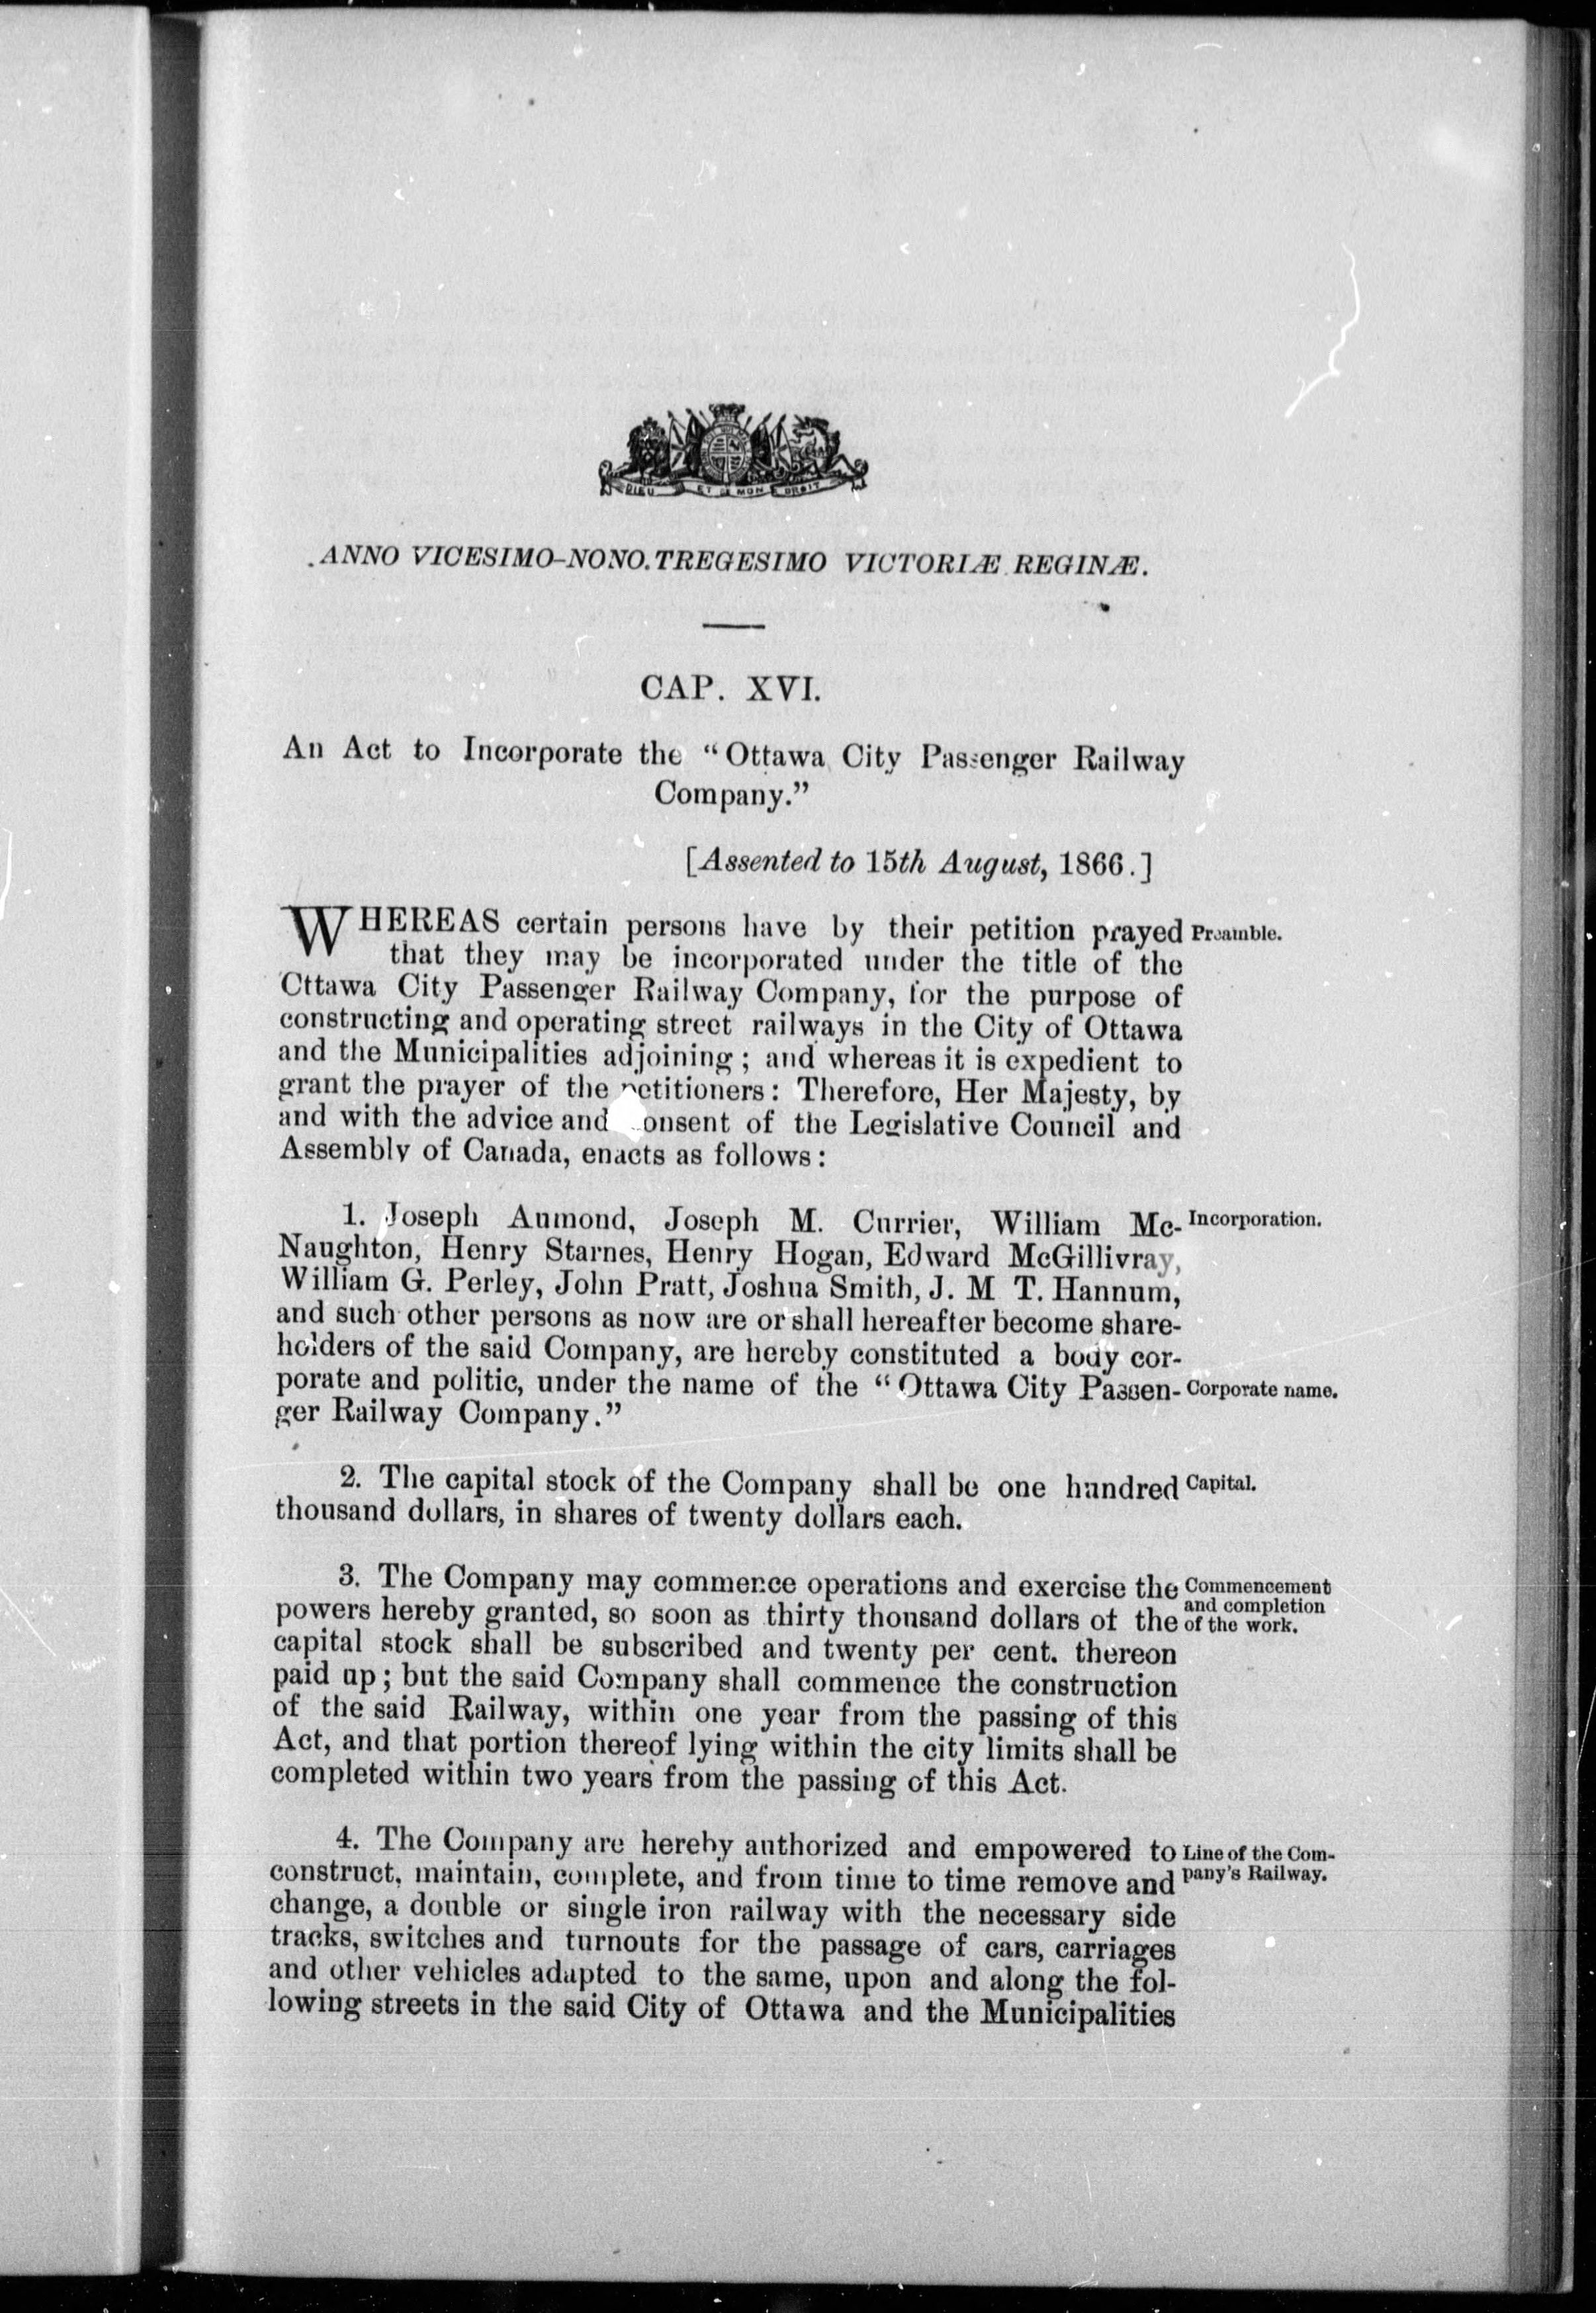 DIEU ET MON DROIT
ANNO VICESIMO-NONO. TREGESIMO VICTORIÆ REGINÆ.
CAP. XVI.
An Act to Incorporate the “Ottawa City Passenger Railway
Company.”
[Assented to 15th August, 1866.]
WHEREAS certain persons have by their petition prayed Preamble.
that they may be incorporated under the title of the
Ottawa City Passenger Railway Company, for the purpose of
constructing and operating street railways in the City of Ottawa
and the Municipalities adjoining; and whereas it is expedient to
grant the prayer of the petitioners: Therefore, Her Majesty, by
and with the advice and onsent of the Legislative Council and
Assembly of Canada, enacts as follows:
1. Joseph Aumond, Joseph M. Currier, William Mc- Incorporation.
Naughton, Henry Starnes, Henry Hogan, Edward McGillivray,
William G. Perley, John Pratt, Joshua Smith, J. M T. Hannum,
and such other persons as now are or shall hereafter become share-
holders of the said Company, are hereby constituted a body cor-
porate and politic, under the name of the “Ottawa City Passen- Corporate name.
ger Railway Company.”
2. The capital stock of the Company shall be one hundred Capital.
thousand dollars, in shares of twenty dollars each.
3. The Company may commence operations and exercise the Commencement
powers hereby granted, so soon as thirty thousand dollars of the and completion
of the work.
capital stock shall be subscribed and twenty per cent. thereon
paid up; but the said Company shall commence the construction
of the said Railway, within one year from the passing of this
Act, and that portion thereof lying within the city limits shall be
completed within two years from the passing of this Act.
4. The Company are hereby authorized and empowered to Line of the Com-
construct, maintain, complete, and from time to time remove and pany's Railway.
change, a double or single iron railway with the necessary side
tracks, switches and turnouts for the passage of cars, carriages
and other vehicles adapted to the same, upon and along the fol-
lowing streets in the said City of Ottawa and the Municipalities